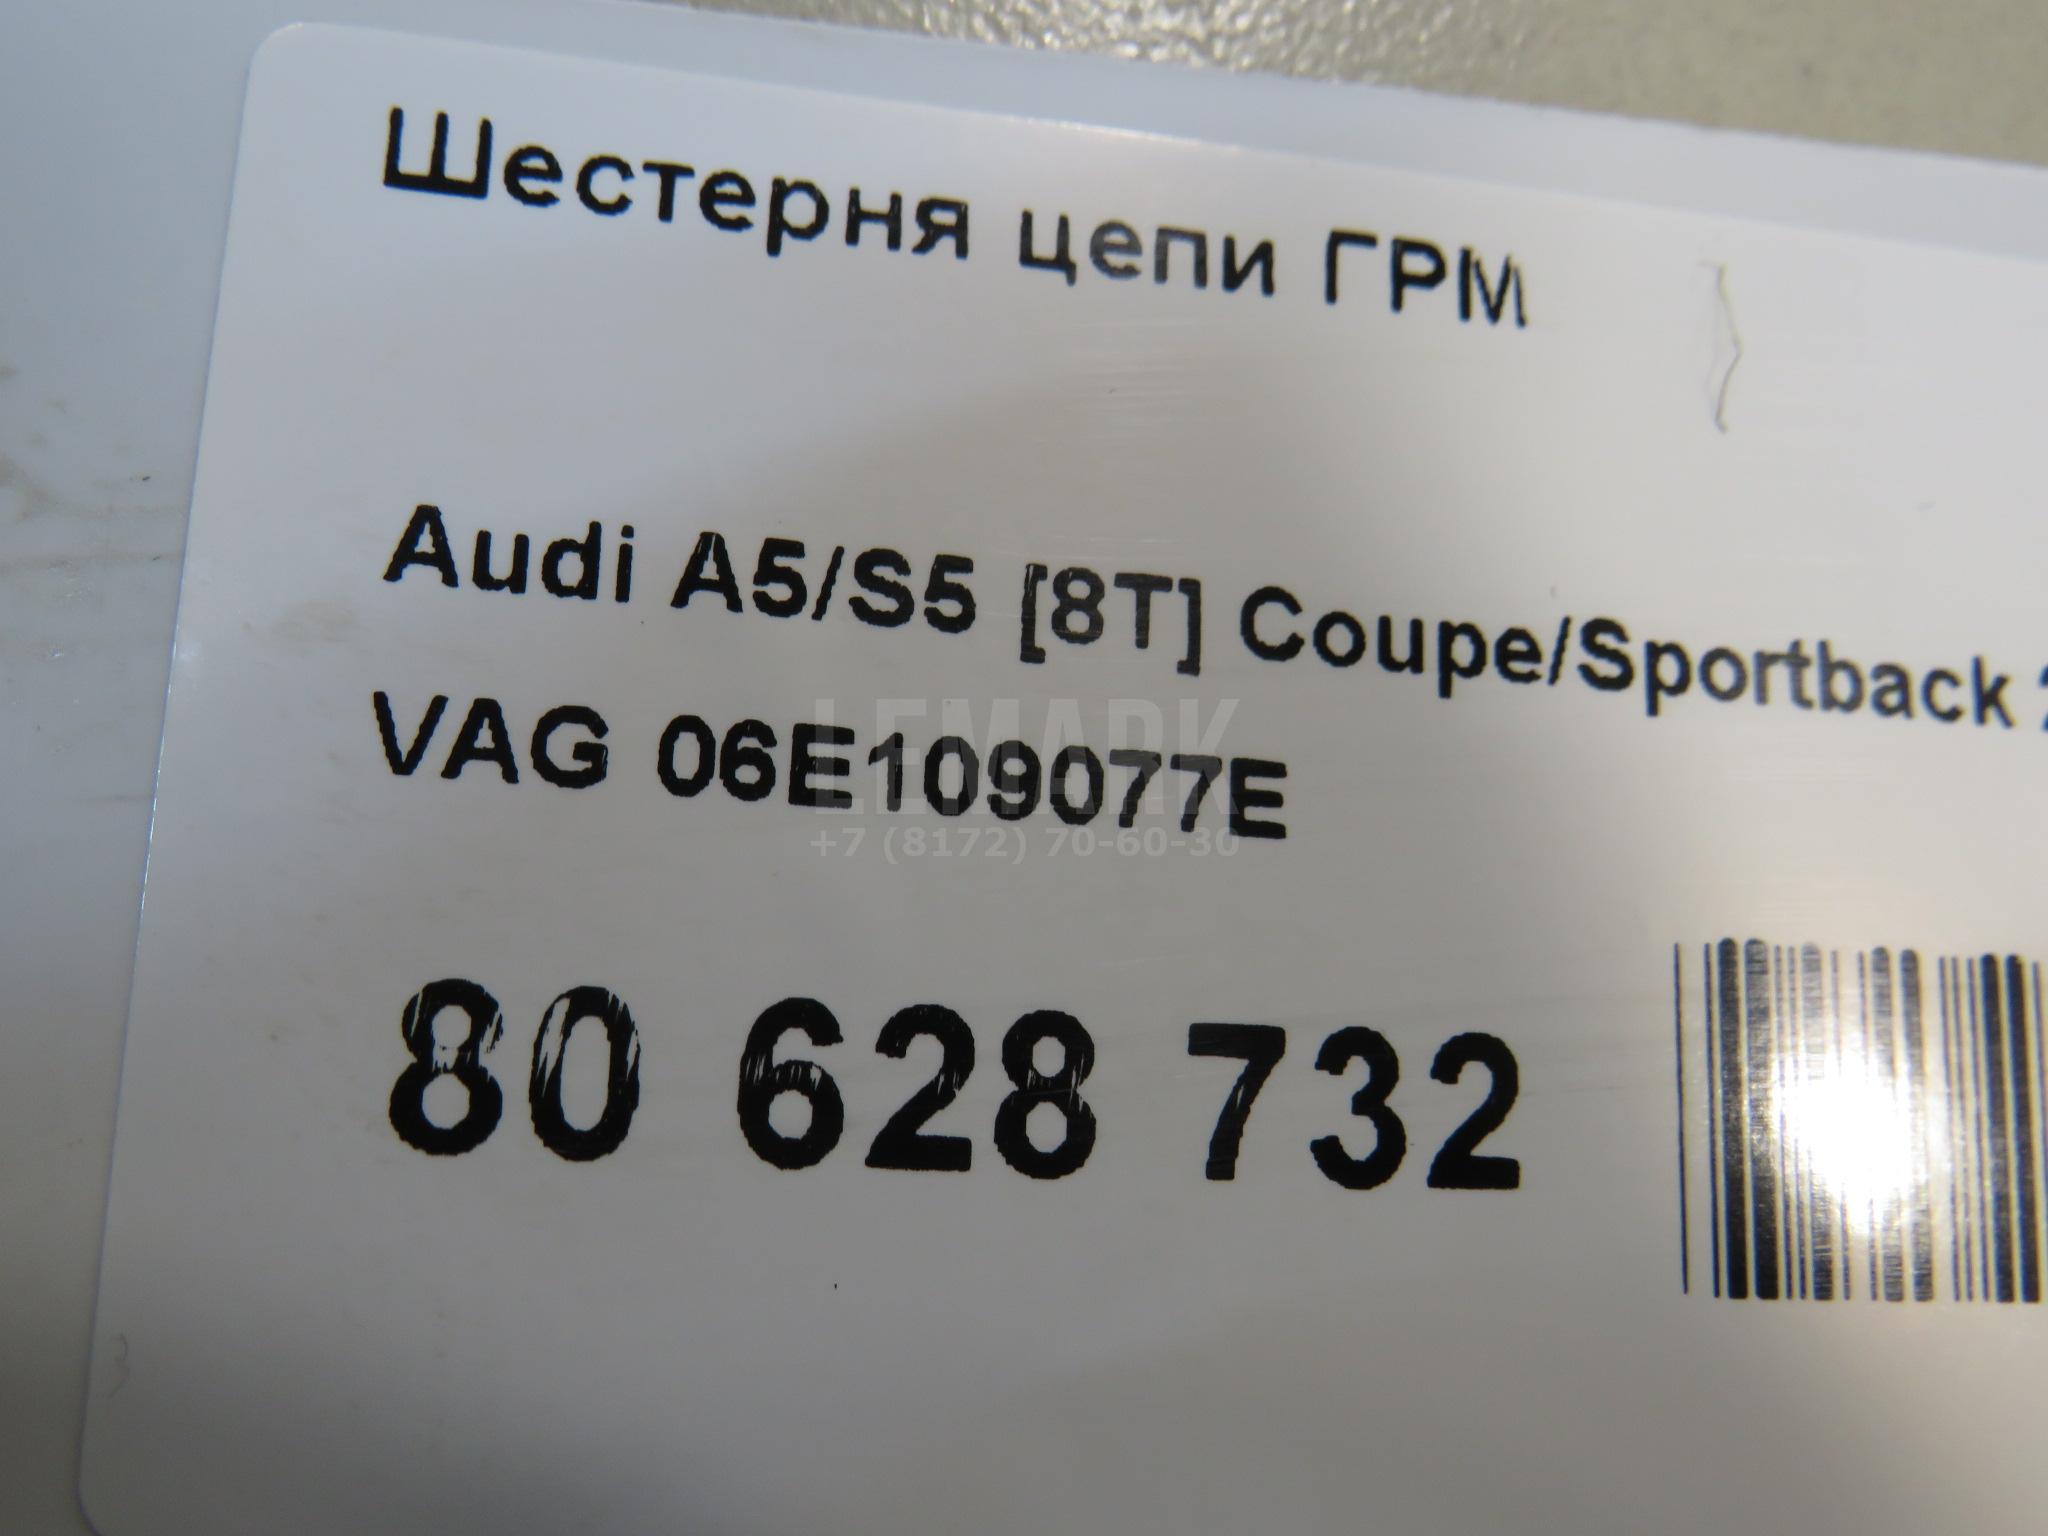 Шестерня цепи ГРМ
Audi A5/S5 [8T] Coupe/Sportback
VAG 06E109077E
LEMARK
+7 (8172) 70-60-30
80 628 732